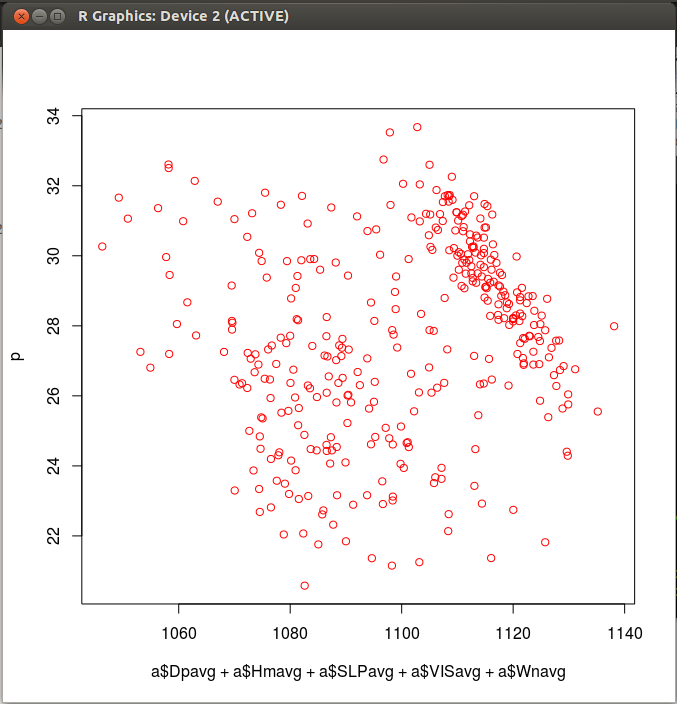 R Graphics: Device 2 (ACTIVE)
34
32
30
28
26
24
22
p
1060 1080 1100 1120 1140
a$Dpavg + a$Hmavg + a$SLPavg + a$VISavg + a$Wnavg